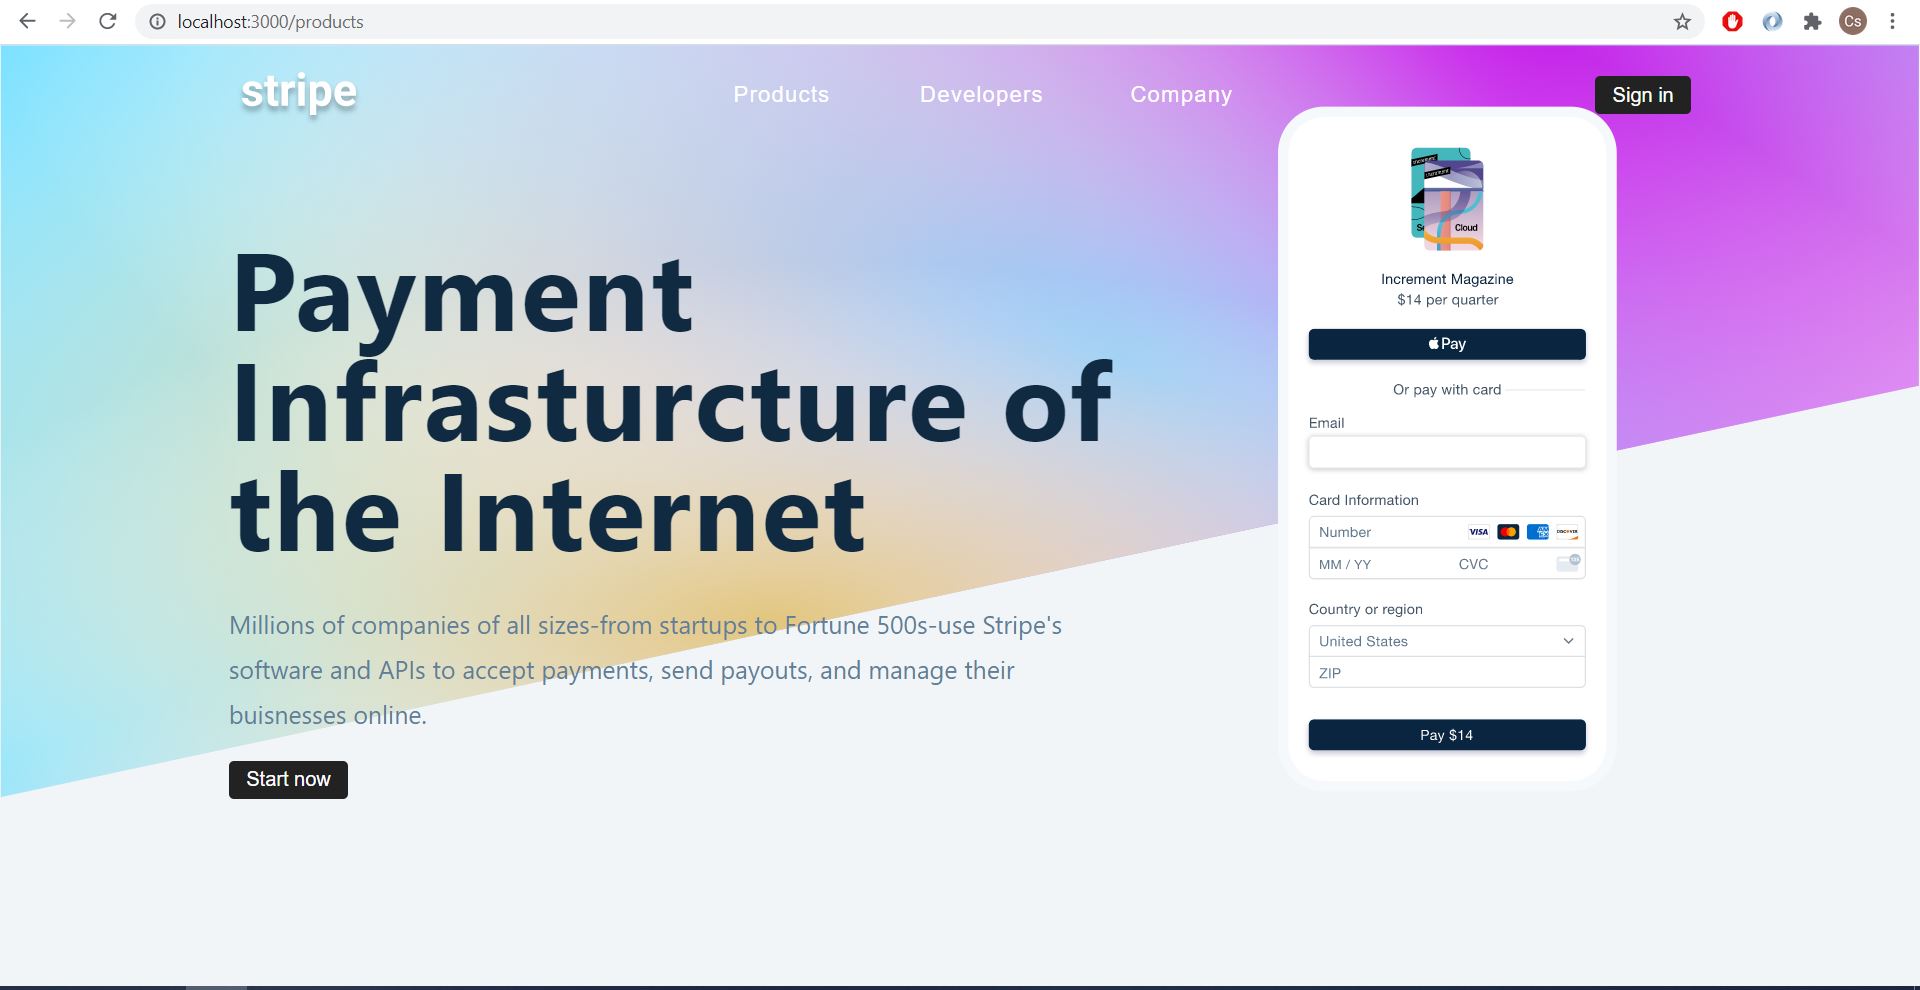 localhost:3000/products
Cs
stripe
Products
Developers
Company
Sign in
Payment
Infrasturcture of
the Internet
Millions of companies of all sizes-from startups to Fortune 500s-use Stripe's
software and APIs to accept payments, send payouts, and manage their
buisnesses online.
Start now
Cloud
Increment Magazine
$14 per quarter
Pay
Or pay with card
Email
Card Information
Number
VISA
MM / YY
CVC
Country or region
United States
ZIP
Pay $14